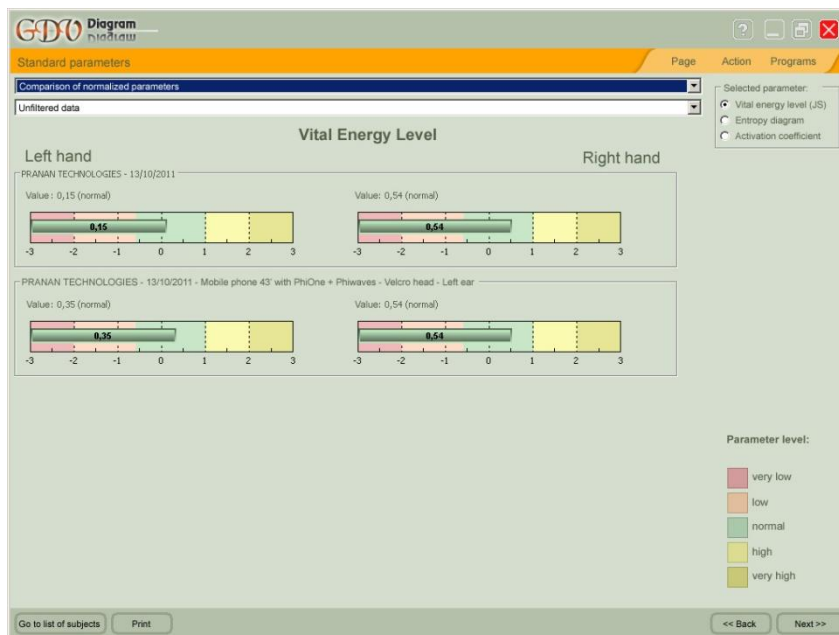 GDV Diagram
Standard parameters
Page Action Programs
Comparison of normalized parameters
Unfiltered data
Selected parameter:
Vital energy level (JS)
Entropy diagram
Activation coefficient
Vital Energy Level
Left hand
Right hand
PRANAN TECHNOLOGIES - 13/10/2011
Value: 0,15 (normal)
Value: 0,54 (normal)
0,15
0,54
-3 -2 -1 0 1 2 3
-3 -2 -1 0 1 2 3
PRANAN TECHNOLOGIES - 13/10/2011 - Mobile phone 43' with PhiOne + Phiwaves - Velcro head - Left ear
Value: 0,35 (normal)
Value: 0,54 (normal)
0,35
0,54
-3 -2 -1 0 1 2 3
-3 -2 -1 0 1 2 3
Parameter level:
very low
low
normal
high
very high
Go to list of subjects
Print
<< Back
Next >>